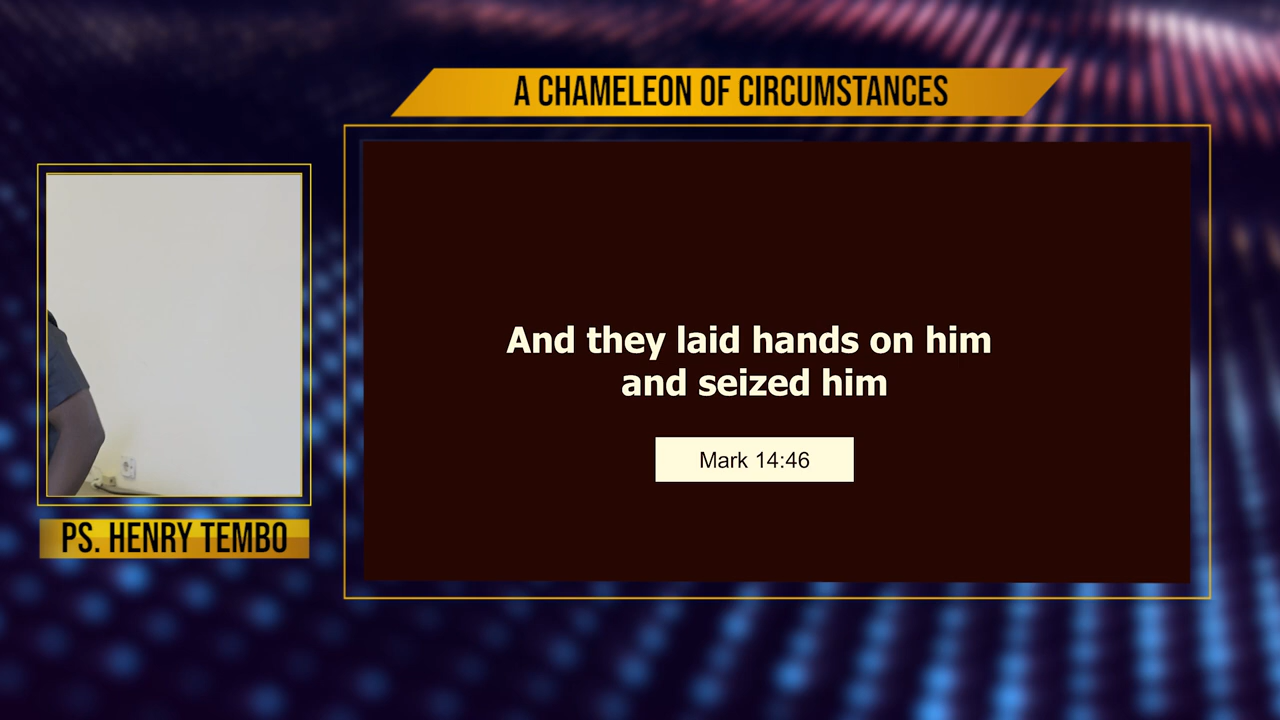 A CHAMELEON OF CIRCUMSTANCES
And they laid hands on him
and seized him
Mark 14:46
PS. HENRY TEMBO